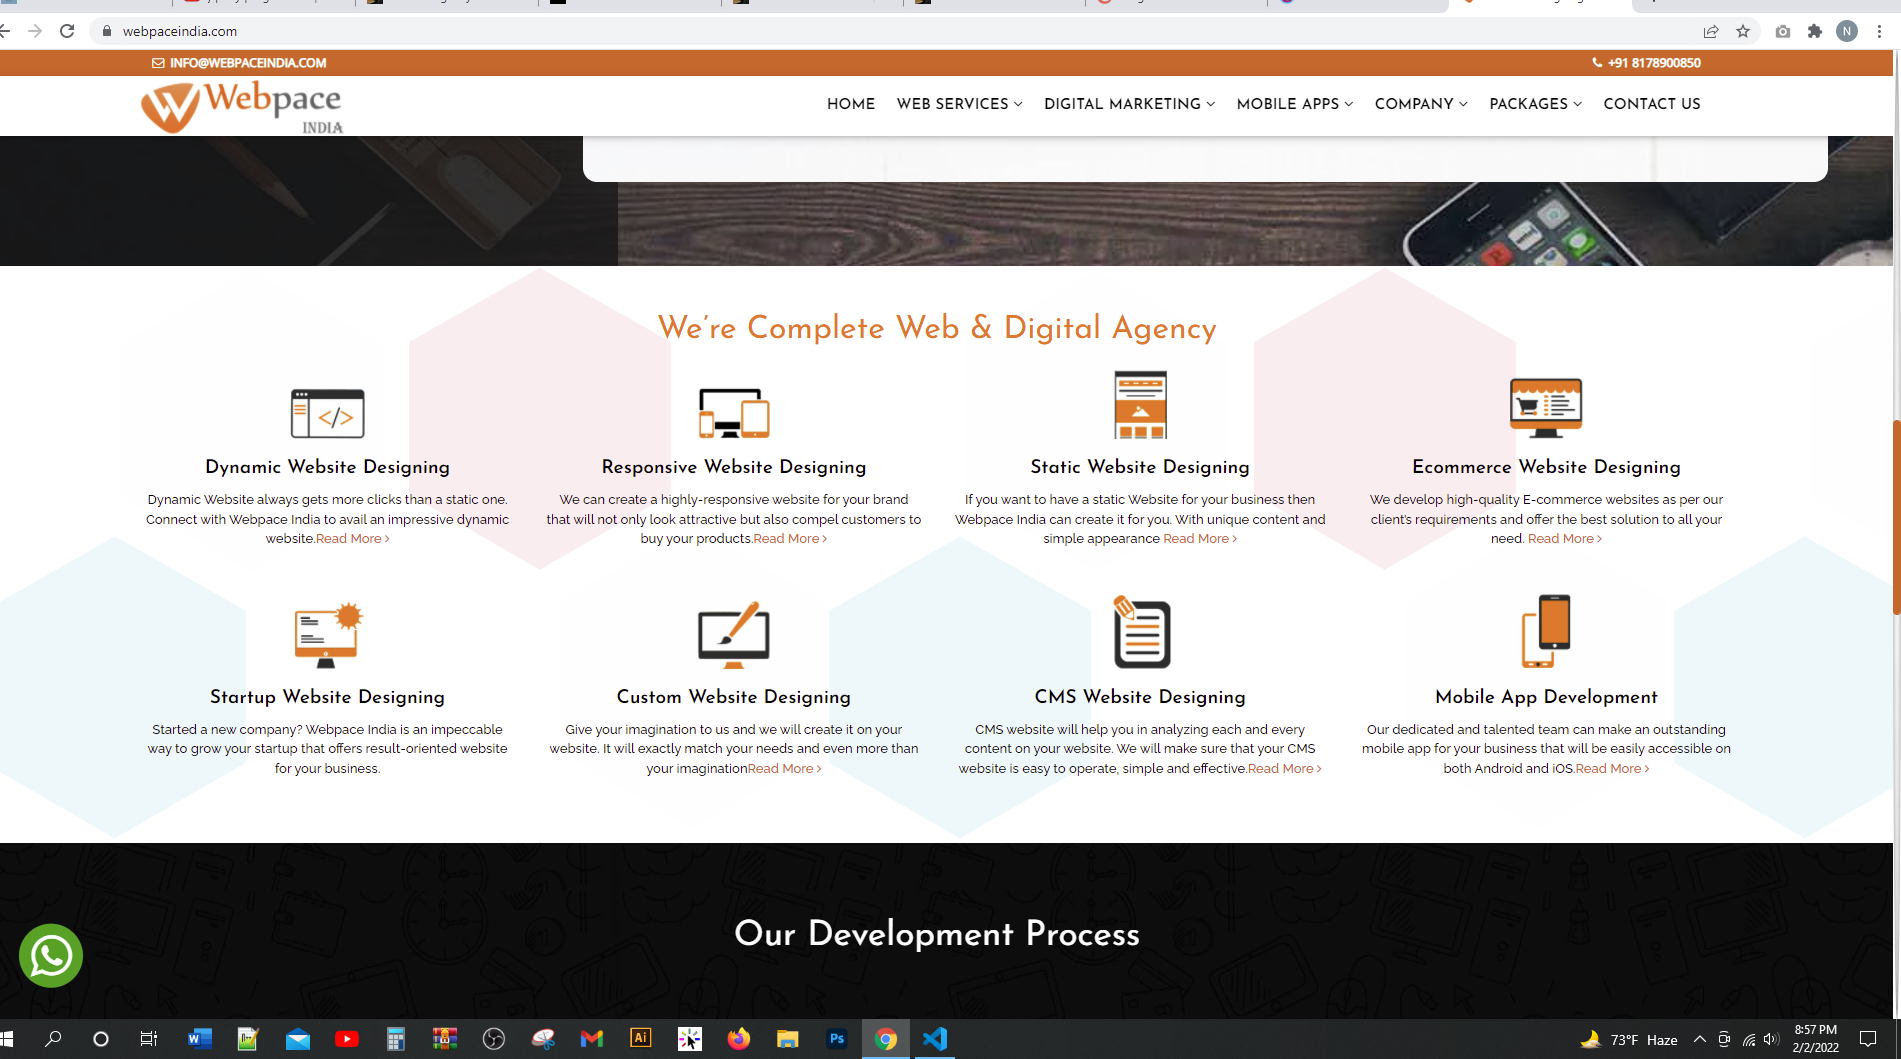 webpaceindia.com
N
INFO@WEBPACEINDIA.COM
+91 8178900850
Webpace
INDIA
HOME
WEB SERVICES
DIGITAL MARKETING
MOBILE APPS
COMPANY
PACKAGES
CONTACT US
We’re Complete Web & Digital Agency
Dynamic Website Designing
Dynamic Website always gets more clicks than a static one.
Connect with Webpace India to avail an impressive dynamic
website.Read More
Responsive Website Designing
We can create a highly-responsive website for your brand
that will not only look attractive but also compel customers to
buy your products.Read More
Static Website Designing
If you want to have a static Website for your business then
Webpace India can create it for you. With unique content and
simple appearance Read More
Ecommerce Website Designing
We develop high-quality E-commerce websites as per our
client's requirements and offer the best solution to all your
need. Read More
Startup Website Designing
Started a new company? Webpace India is an impeccable
way to grow your startup that offers result-oriented website
for your business.
Custom Website Designing
Give your imagination to us and we will create it on your
website. It will exactly match your needs and even more than
your imaginationRead More
CMS Website Designing
CMS website will help you in analyzing each and every
content on your website. We will make sure that your CMS
website is easy to operate, simple and effective.Read More
Mobile App Development
Our dedicated and talented team can make an outstanding
mobile app for your business that will be easily accessible on
both Android and iOS.Read More
Our Development Process
Ai
Ps
73°F Haze
8:57 PM
2/2/2022